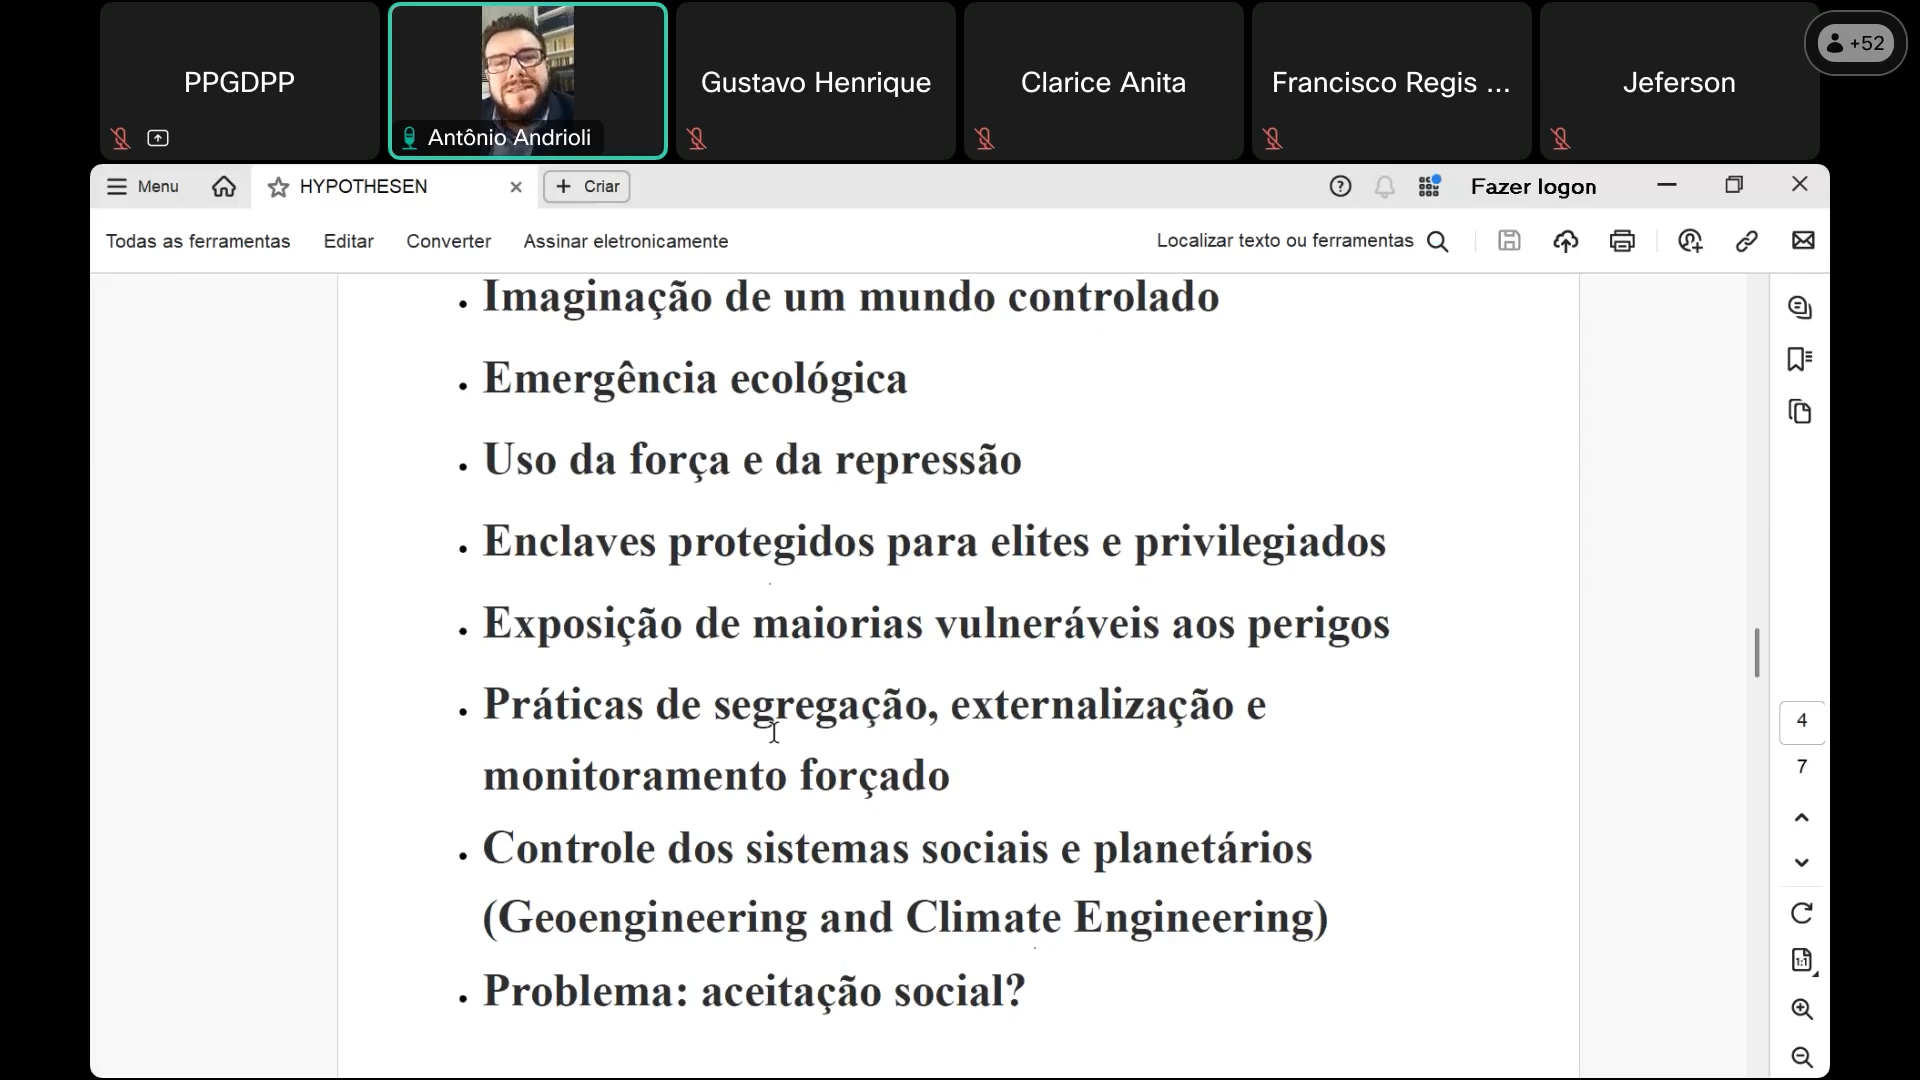 PPGDPP
Antônio Andrioli
Gustavo Henrique
Clarice Anita
Francisco Regis ...
Jeferson
+52
Menu
HYPOTHESEN
Criar
Fazer logon
Todas as ferramentas
Editar
Converter
Assinar eletronicamente
Localizar texto ou ferramentas
• Imaginação de um mundo controlado
• Emergência ecológica
• Uso da força e da repressão
• Enclaves protegidos para elites e privilegiados
• Exposição de maiorias vulneráveis aos perigos
• Práticas de segregação, externalização e
monitoramento forçado
• Controle dos sistemas sociais e planetários
(Geoengineering and Climate Engineering)
• Problema: aceitação social?
4
7
1:1